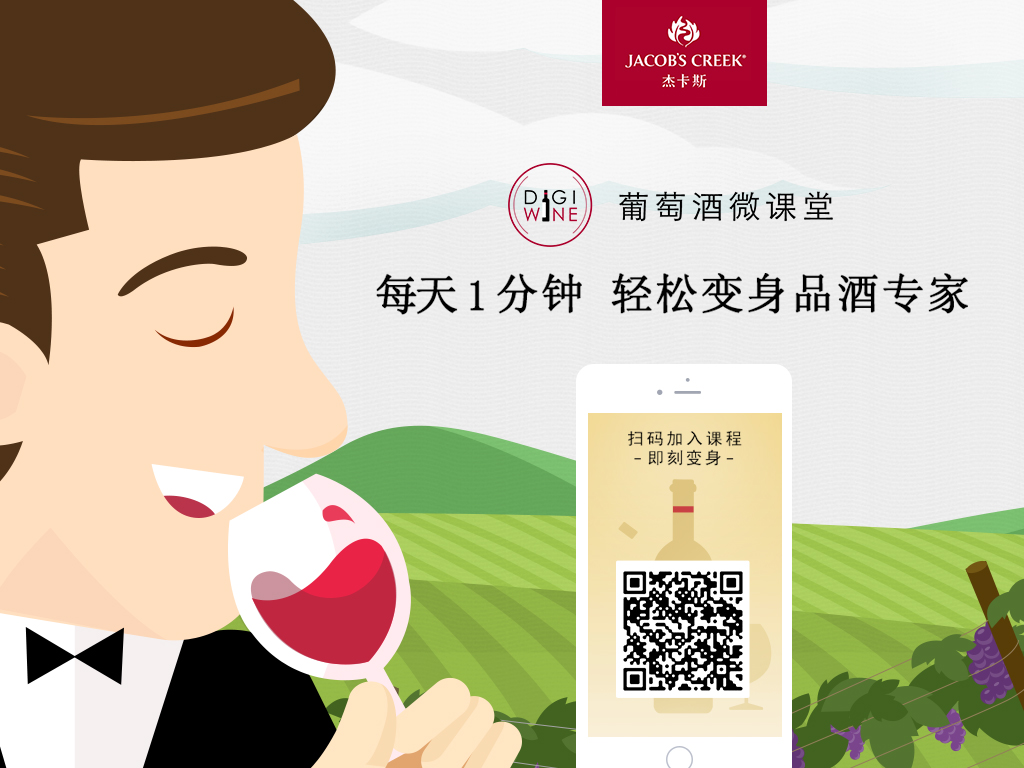 JACOB'S CREEK®
杰卡斯
DIGI
WINE
葡萄酒微课堂
每天1分钟 轻松变身品酒专家
扫码加入课程
-即刻变身-